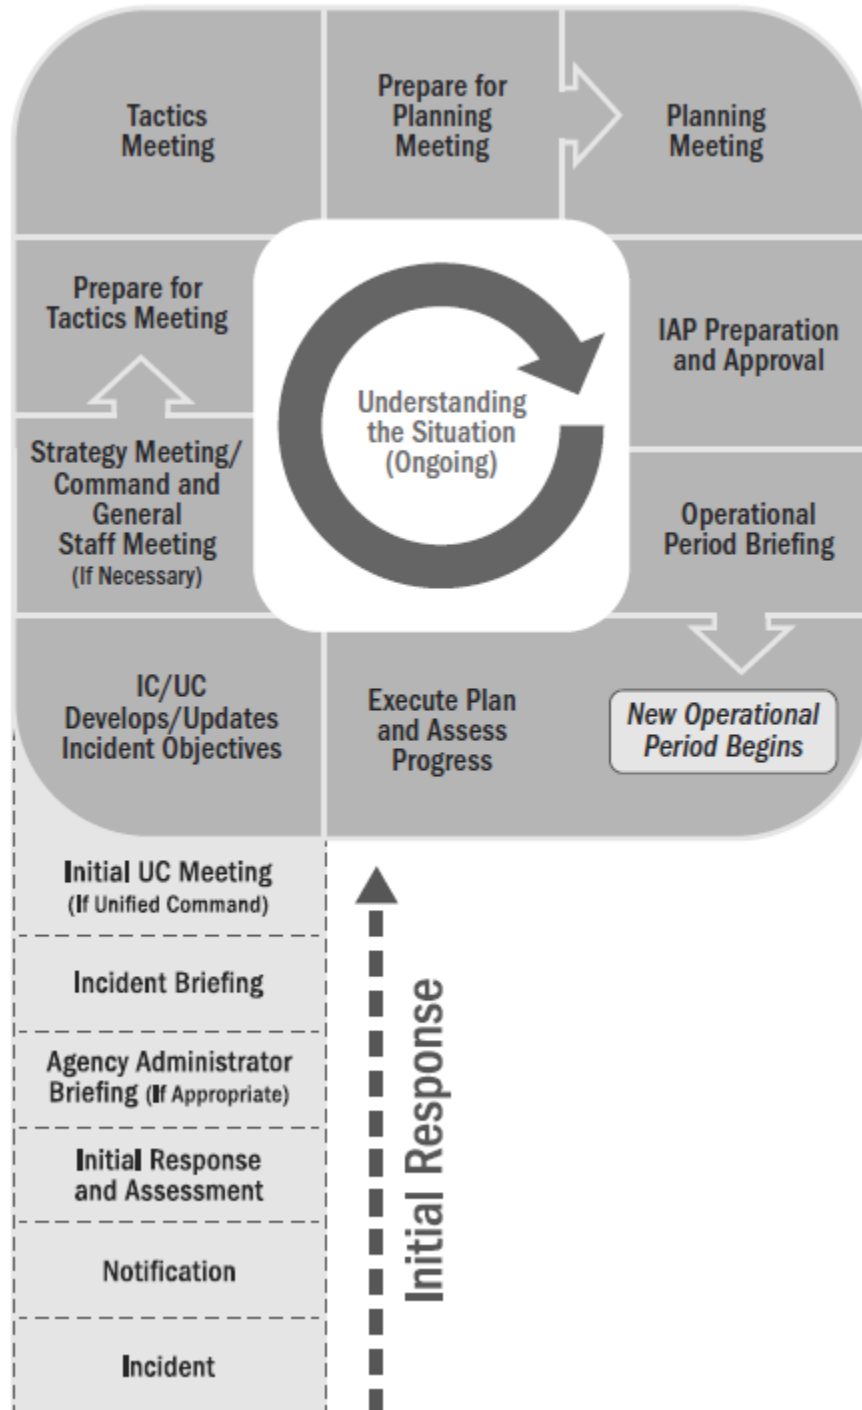 Tactics
Meeting
Prepare for
Planning
Meeting
Planning
Meeting
Prepare for
Tactics Meeting
Understanding
the Situation
(Ongoing)
IAP Preparation
and Approval
Strategy Meeting/
Command and
General
Staff Meeting
(If Necessary)
Operational
Period Briefing
IC/UC
Develops/Updates
Incident Objectives
Execute Plan
and Assess
Progress
New Operational
Period Begins
Initial UC Meeting
(If Unified Command)
Incident Briefing
Agency Administrator
Briefing (If Appropriate)
Initial Response
and Assessment
Notification
Incident
Initial Response